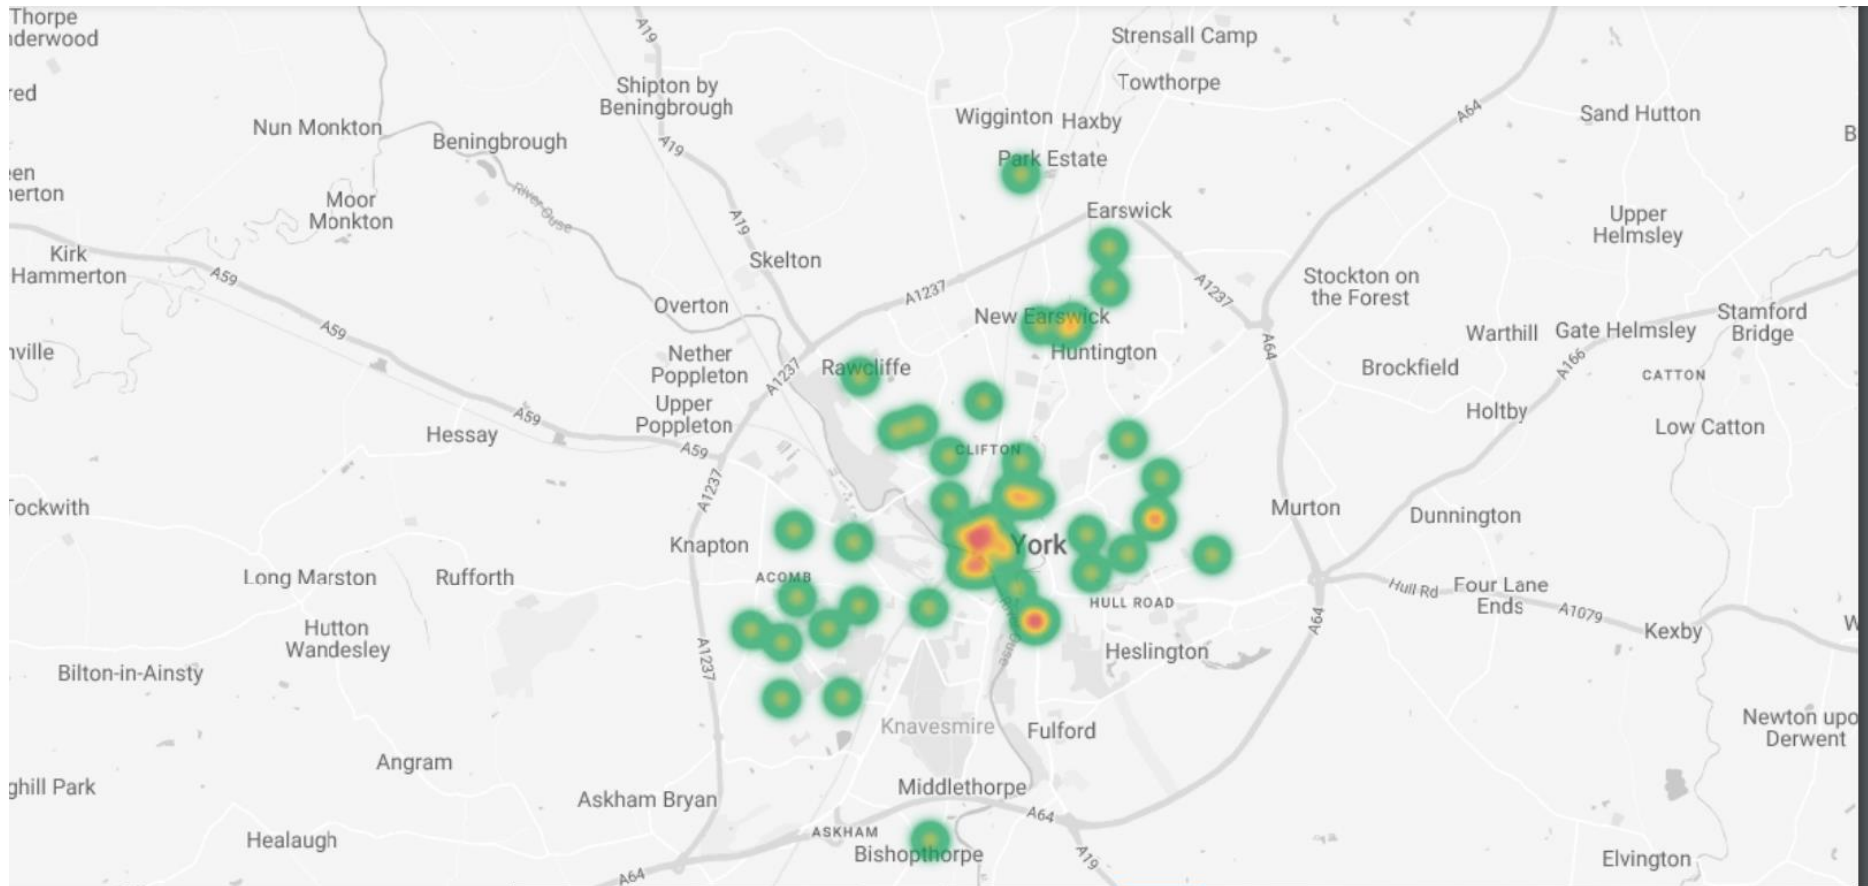 Thorpe
nderwood
A19
Strensall Camp
Towthorpe
Shipton by
Beningbrough
red
Wigginton
Haxby
A64
Sand Hutton
B
Nun Monkton
Beningbrough
A19
Park Estate
een
nerton
River Ouse
Moor
Monkton
A19
Earswick
Upper
Helmsley
Kirk
Hammerton
A59
Skelton
A1237
A1237
Stockton on
the Forest
Overton
New Earswick
A59
A64
Warthill
Gate Helmsley
Stamford
Bridge
nville
Nether
Poppleton
A1237
Rawcliffe
Huntington
Brockfield
A166
CATTON
Upper
Poppleton
Holtby
Low Catton
A59
Hessay
A59
CLIFTON
A1237
Tockwith
Murton
Dunnington
Knapton
York
Long Marston
Rufforth
ACOMB
HULL ROAD
Hull Rd
Four Lane
Ends
A1079
A64
Kexby
W
Hutton
Wandesley
A1237
Heslington
Bilton-in-Ainsty
Knavesmire
Fulford
Newton upo
Derwent
Angram
ghill Park
Askham Bryan
Middlethorpe
A64
Healaugh
ASKHAM
Bishopthorpe
A19
Elvington
A64